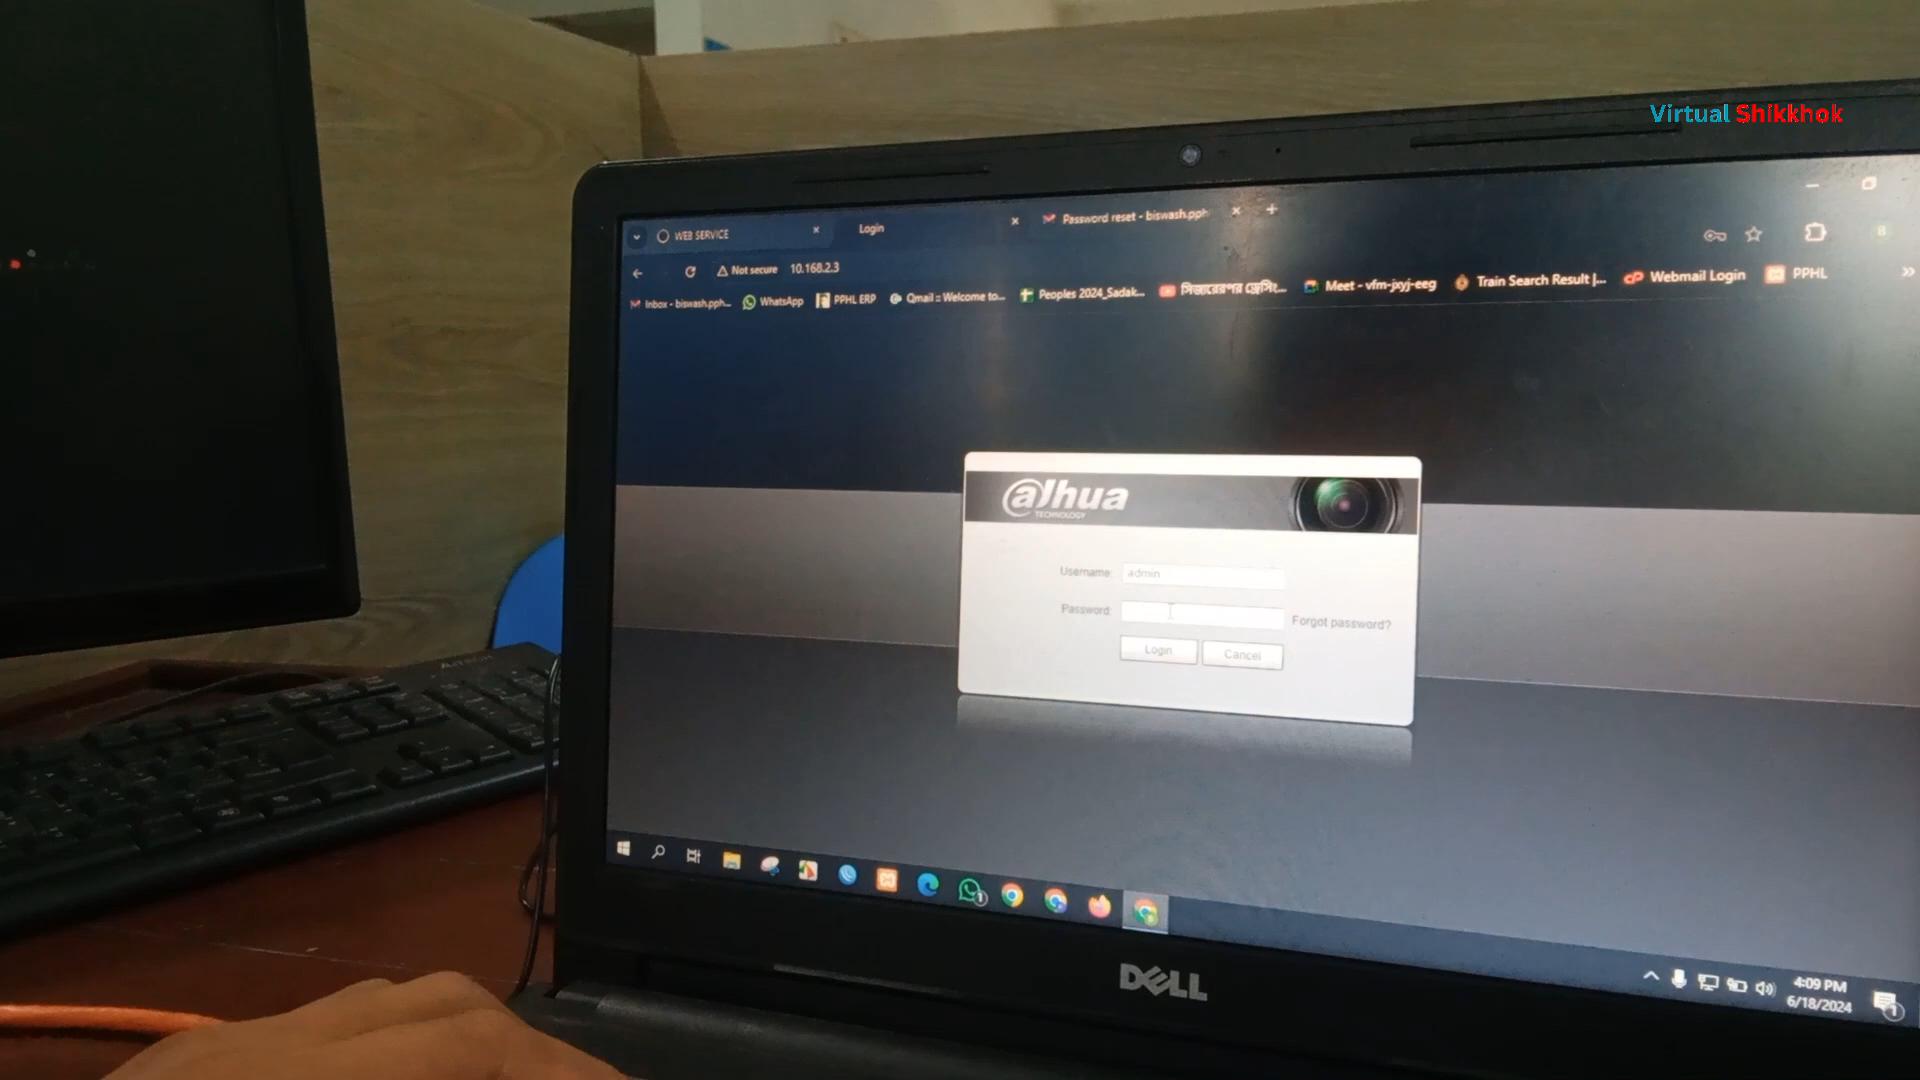 Virtual Shikkhok
WEB SERVICE
Login
Password reset - biswash.pph
Not secure
10.168.2.3
Inbox - biswash.pph...
WhatsApp
PPHL ERP
Qmail :: Welcome to...
Peoples 2024_Sadak...
সিজারেরপর ড্রেসিং...
Meet - vfm-jxyj-eeg
Train Search Result |...
Webmail Login
PPHL
alhua
TECHNOLOGY
Username: admin
Password:
Forgot password?
Login
Cancel
A4TECH
4:09 PM
6/18/2024
DELL